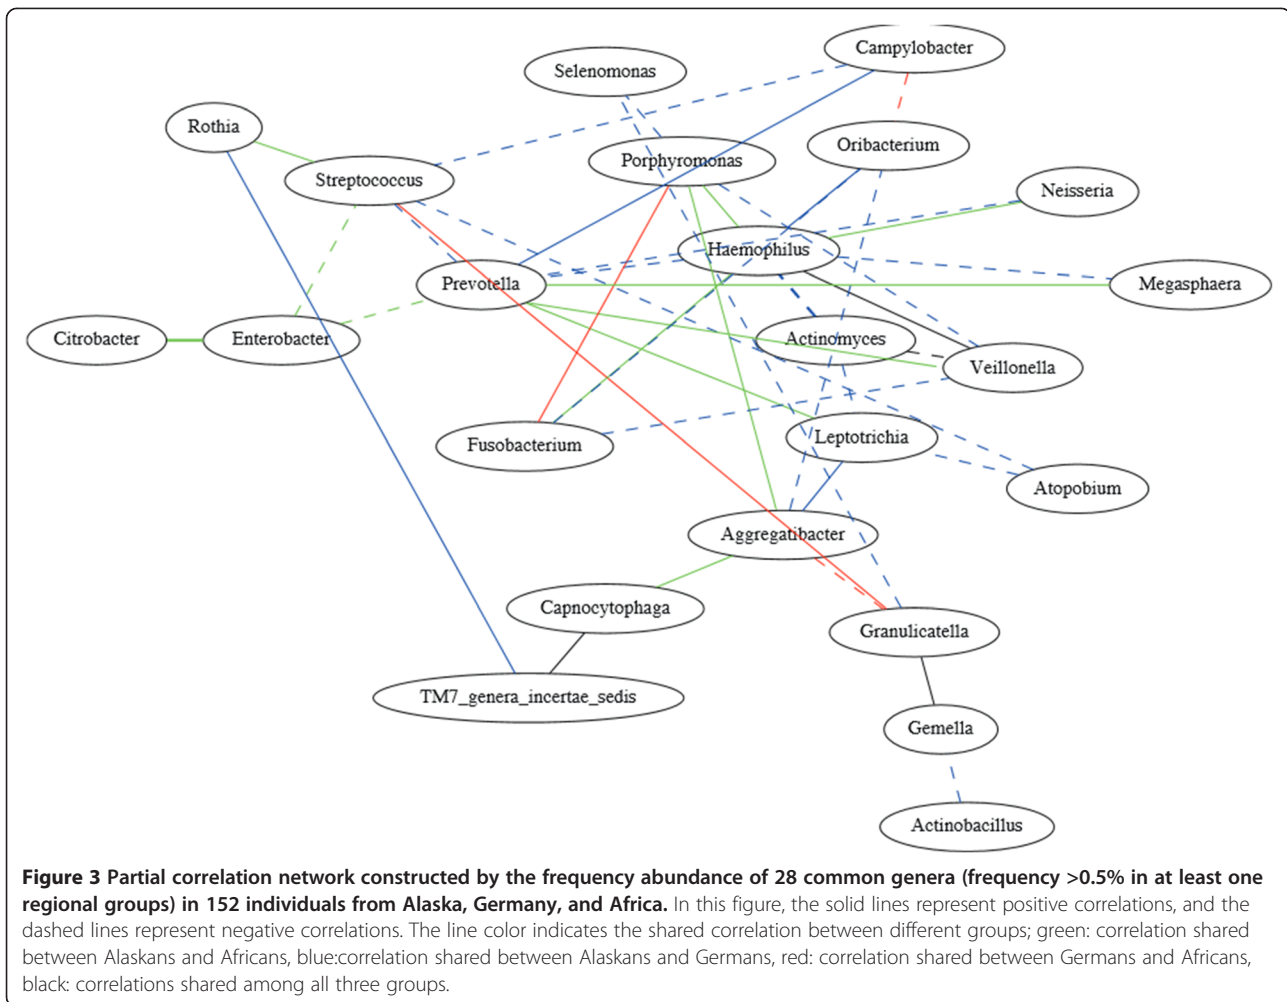 Campylobacter
Selenomonas
Rothia
Oribacterium
Porphyromonas
Streptococcus
Neisseria
Haemophilus
Prevotella
Megasphaera
Citrobacter
Enterobacter
Actinomyces
Veillonella
Fusobacterium
Leptotrichia
Atopobium
Aggregatibacter
Capnocytophaga
Granulicatella
TM7_genera_incertae_sedis
Gemella
Actinobacillus
Figure 3 Partial correlation network constructed by the frequency abundance of 28 common genera (frequency >0.5% in at least one
regional groups) in 152 individuals from Alaska, Germany, and Africa. In this figure, the solid lines represent positive correlations, and the
dashed lines represent negative correlations. The line color indicates the shared correlation between different groups; green: correlation shared
between Alaskans and Africans, blue:correlation shared between Alaskans and Germans, red: correlation shared between Germans and Africans,
black: correlations shared among all three groups.